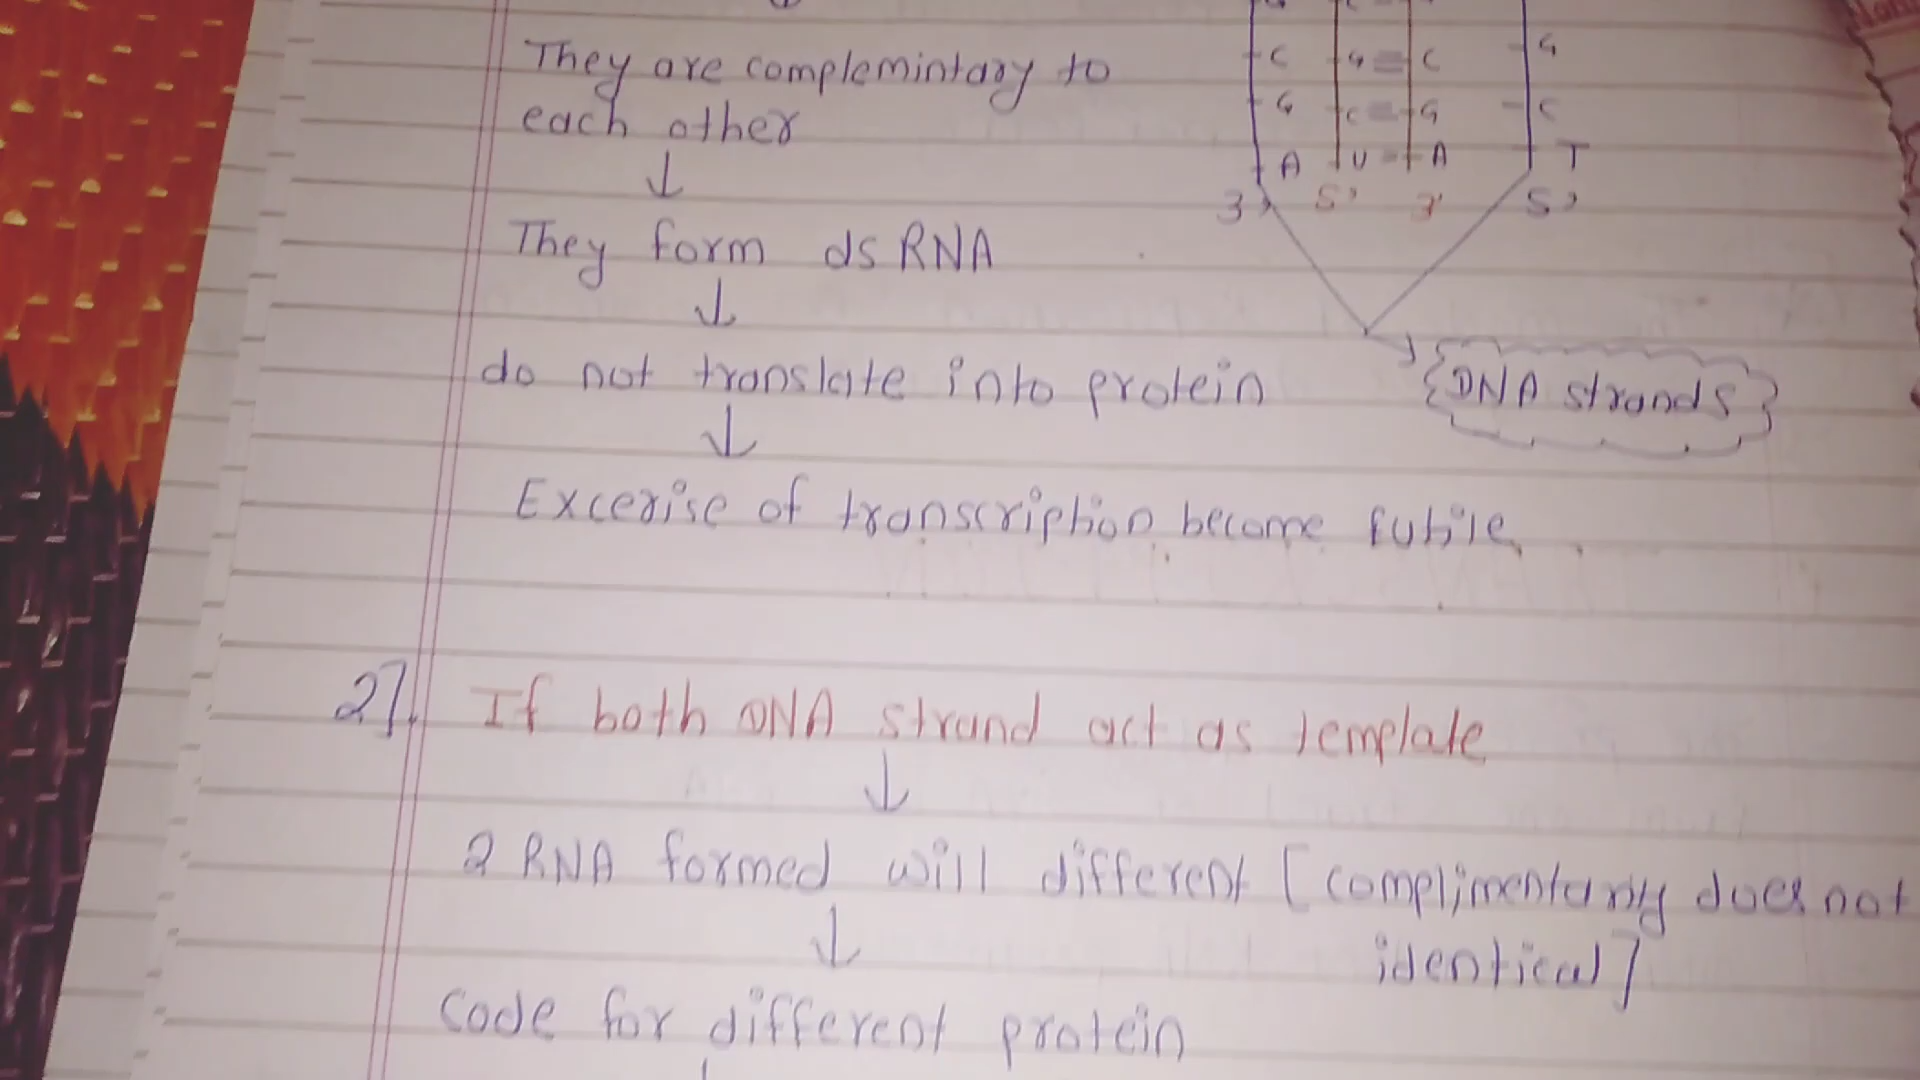 They are complemintary to
each other
↓
They form ds RNA
↓
do not translate into protein
↓
Excerise of transcription become futile.
C G = C G
G C = G C
A U = A T
3' 5' 3' 5'
DNA strands
2] If both DNA strand act as template
↓
2 RNA formed will different [complimentarity does not
identical]
↓
Code for different protein